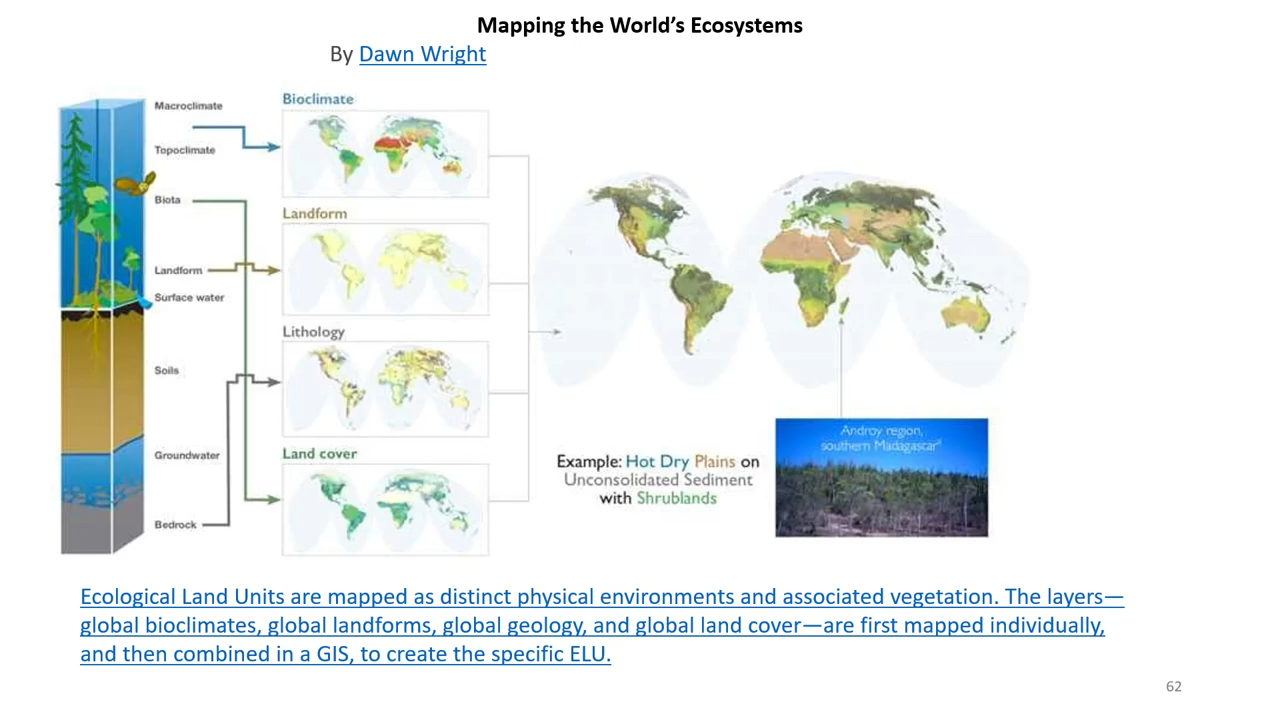 Mapping the World’s Ecosystems
By Dawn Wright
Macroclimate
Topoclimate
Biota
Landform
Surface water
Soils
Groundwater
Bedrock
Bioclimate
Landform
Lithology
Land cover
Example: Hot Dry Plains on
Unconsolidated Sediment
with Shrublands
Androy region,
southern Madagascar
Ecological Land Units are mapped as distinct physical environments and associated vegetation. The layers—
global bioclimates, global landforms, global geology, and global land cover—are first mapped individually,
and then combined in a GIS, to create the specific ELU.
62